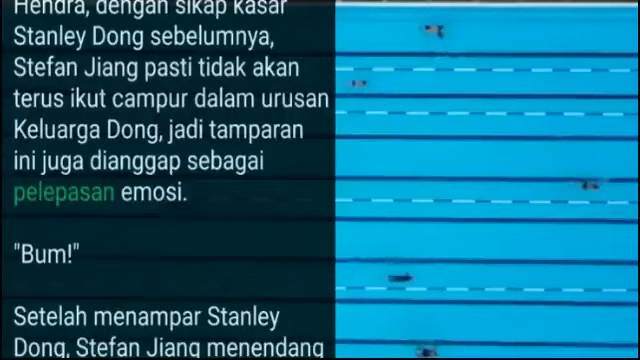 Hendra, dengan sikap kasar
Stanley Dong sebelumnya,
Stefan Jiang pasti tidak akan
terus ikut campur dalam urusan
Keluarga Dong, jadi tamparan
ini juga dianggap sebagai
pelepasan emosi.
"Bum!"
Setelah menampar Stanley
Dong, Stefan Jiang menendang